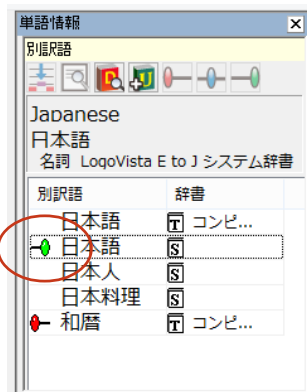 単語情報
別訳語
Japanese
日本語
名詞 LogoVista E to J システム辞書
別訳語 辞書
日本語 T コンピ...
日本語 S
日本人 S
日本料理 S
和暦 T コンピ...